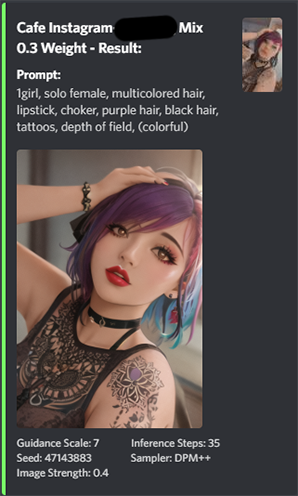 Cafe Instagram Mix
0.3 Weight - Result:
Prompt:
1girl, solo female, multicolored hair,
lipstick, choker, purple hair, black hair,
tattoos, depth of field, (colorful)
Guidance Scale: 7 Inference Steps: 35
Seed: 47143883 Sampler: DPM++
Image Strength: 0.4